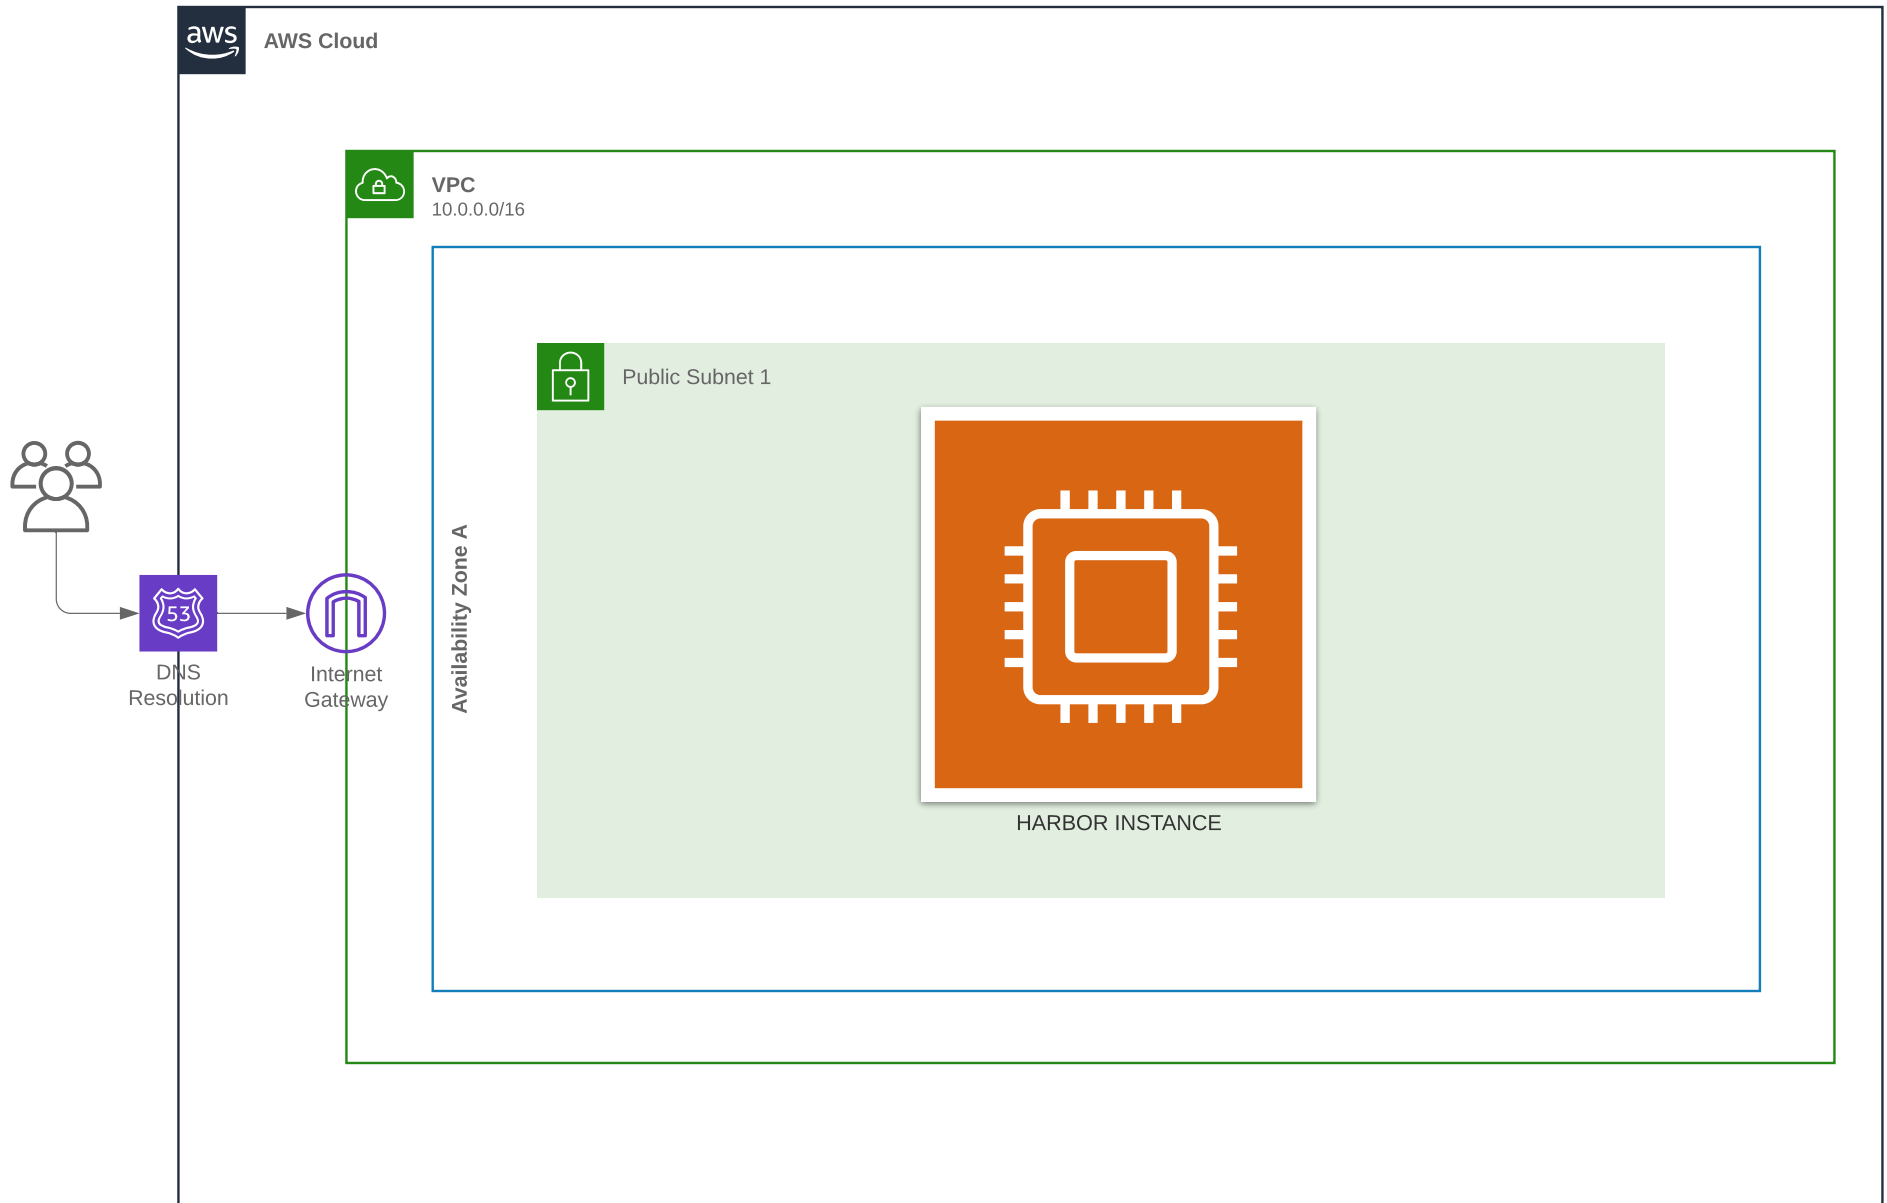 aws
AWS Cloud
VPC
10.0.0.0/16
Public Subnet 1
Availability Zone A
53
DNS
Resolution
Internet
Gateway
HARBOR INSTANCE